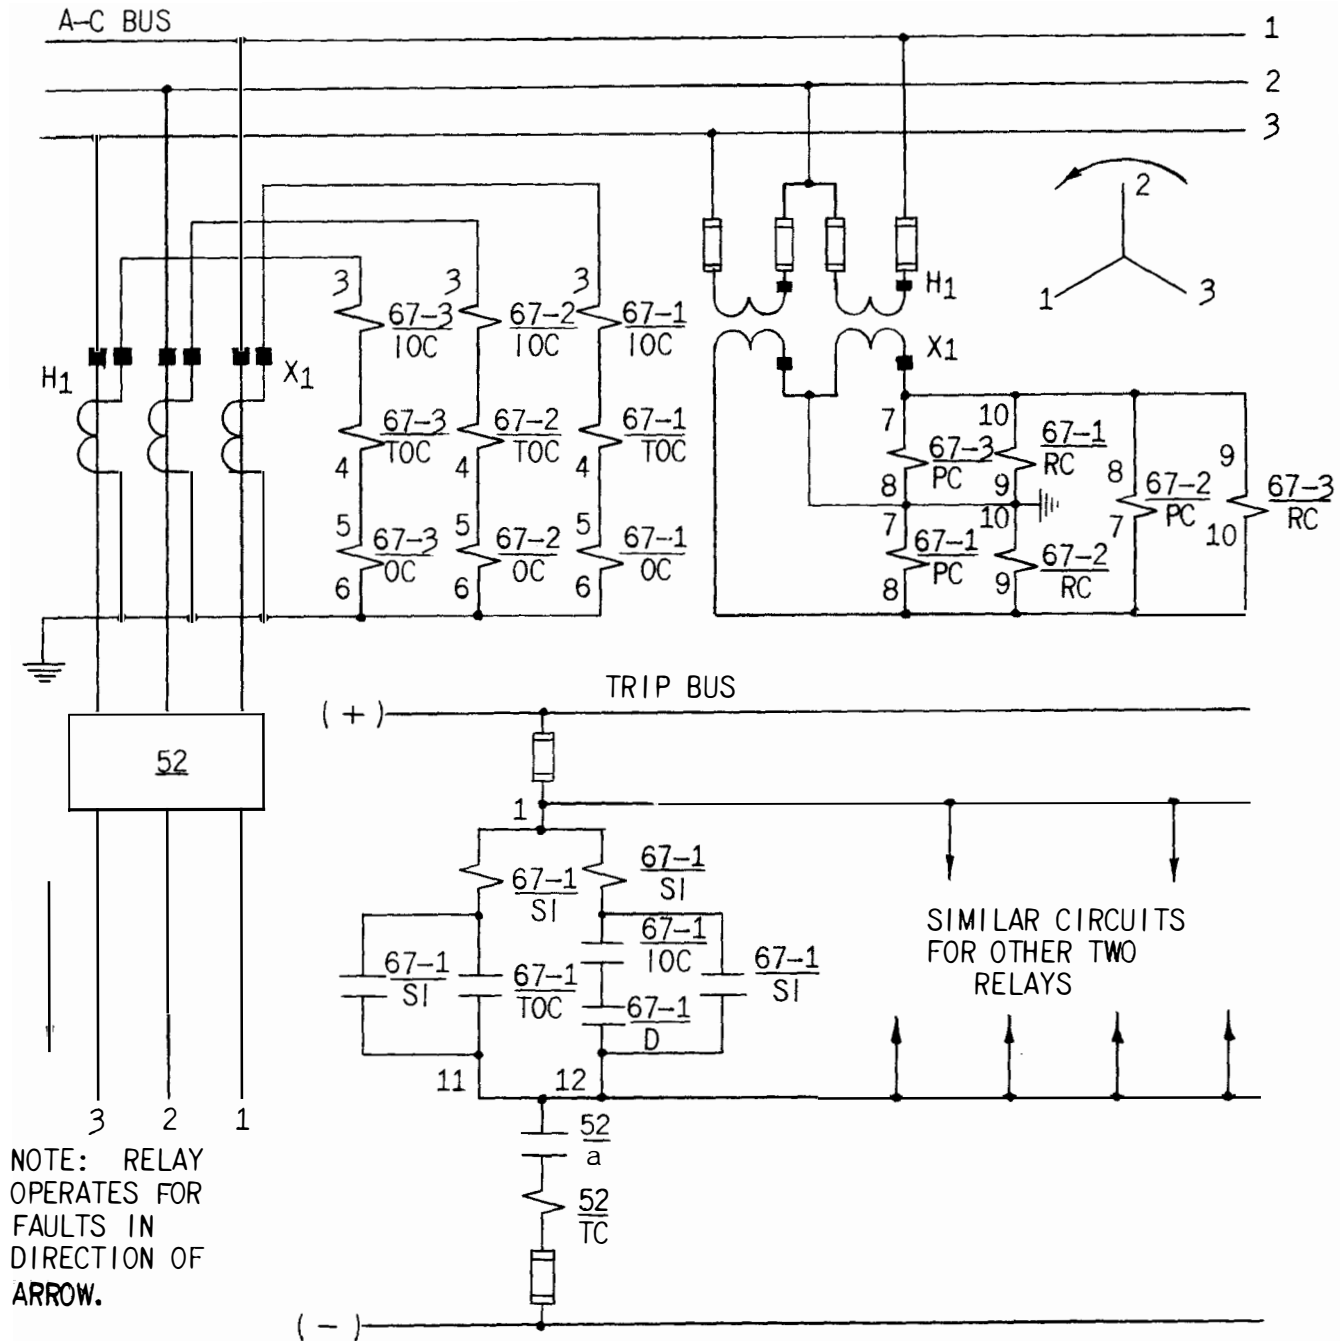 A-C BUS
1
2
3
2
1
3
H1
X1
H1
X1
3
67-3
IOC
3
67-2
IOC
3
67-1
IOC
67-3
TOC
4
67-2
TOC
4
67-1
TOC
4
5
67-3
OC
6
5
67-2
OC
6
5
67-1
OC
6
7
67-3
PC
8
10
67-1
RC
9
8
67-2
PC
7
9
67-3
RC
10
7
67-1
PC
8
10
67-2
RC
9
52
TRIP BUS
(+)
1
67-1
SI
67-1
SI
67-1
SI
67-1
TOC
67-1
IOC
67-1
D
67-1
SI
SIMILAR CIRCUITS
FOR OTHER TWO
RELAYS
11
12
3
2
1
52
a
52
TC
NOTE: RELAY
OPERATES FOR
FAULTS IN
DIRECTION OF
ARROW.
(-)